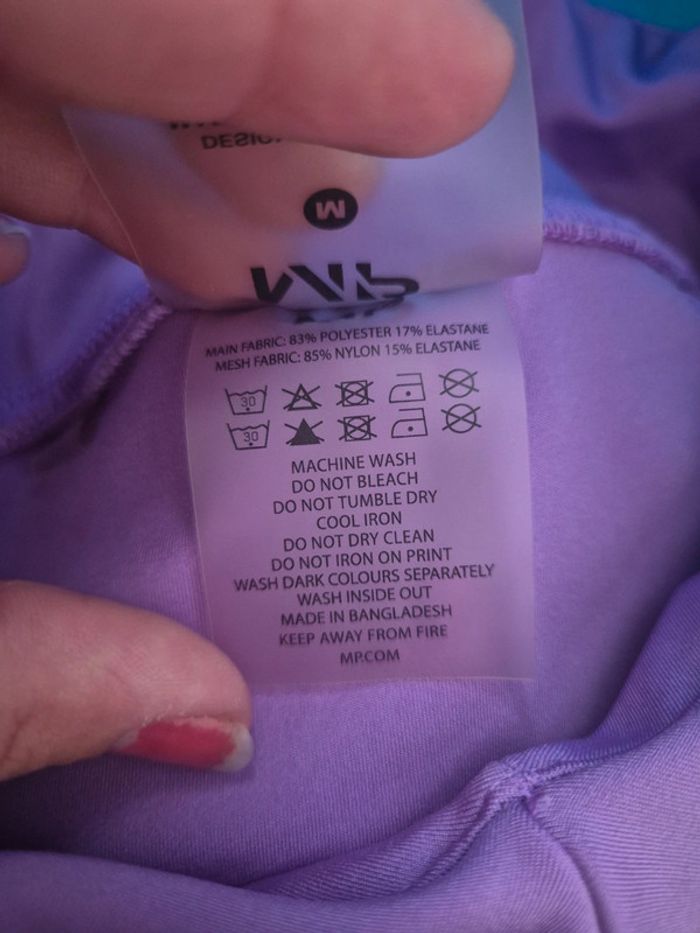 M
MP
MAIN FABRIC: 83% POLYESTER 17% ELASTANE
MESH FABRIC: 85% NYLON 15% ELASTANE
30
30
MACHINE WASH
DO NOT BLEACH
DO NOT TUMBLE DRY
COOL IRON
DO NOT DRY CLEAN
DO NOT IRON ON PRINT
WASH DARK COLOURS SEPARATELY
WASH INSIDE OUT
MADE IN BANGLADESH
KEEP AWAY FROM FIRE
MP.COM